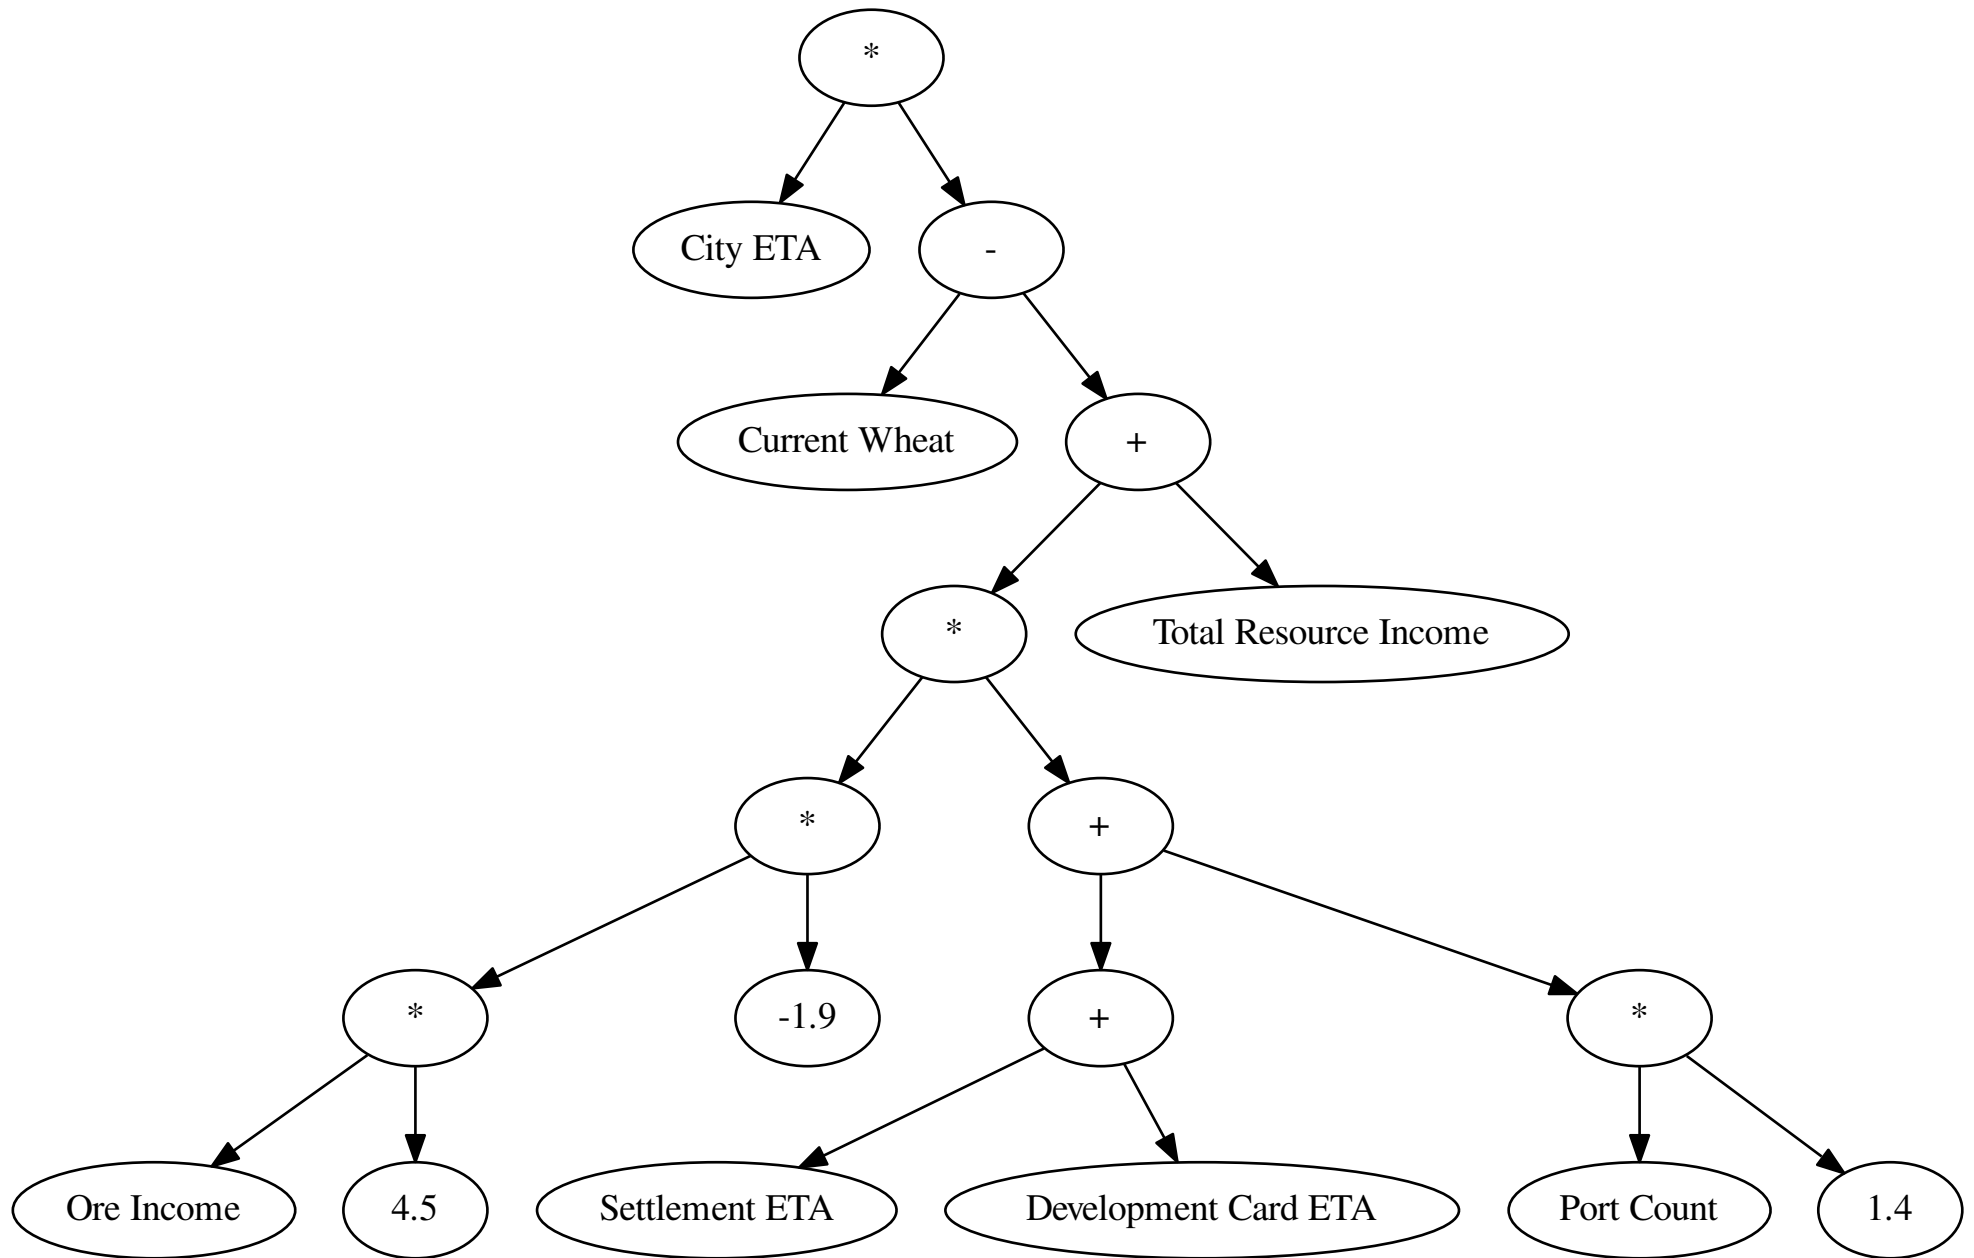 *
City ETA
-
Current Wheat
+
*
Total Resource Income
*
+
*
-1.9
+
*
Ore Income
4.5
Settlement ETA
Development Card ETA
Port Count
1.4